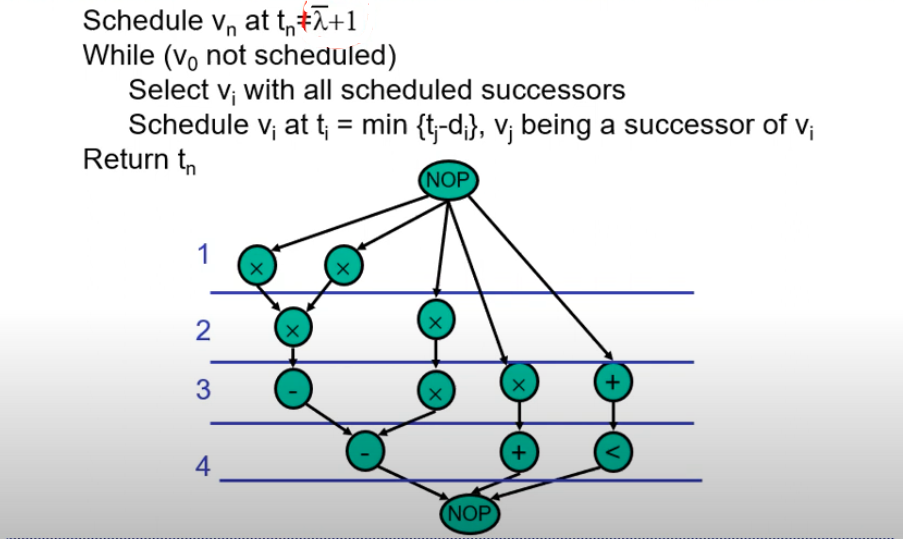 Schedule vₙ at tₙ=λ̅+1
While (v₀ not scheduled)
Select vᵢ with all scheduled successors
Schedule vᵢ at tᵢ = min {tⱼ-dᵢ}, vⱼ being a successor of vᵢ
Return tₙ
NOP
1
× ×
2
× ×
3
- × × +
4
- + <
NOP